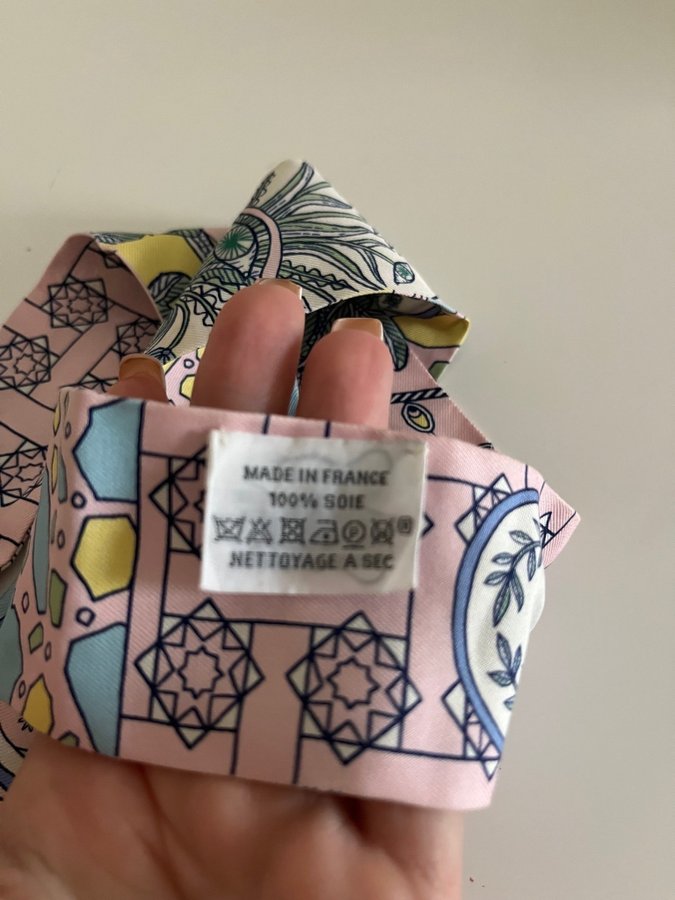 MADE IN FRANCE
100% SOIE
NETTOYAGE A SEC